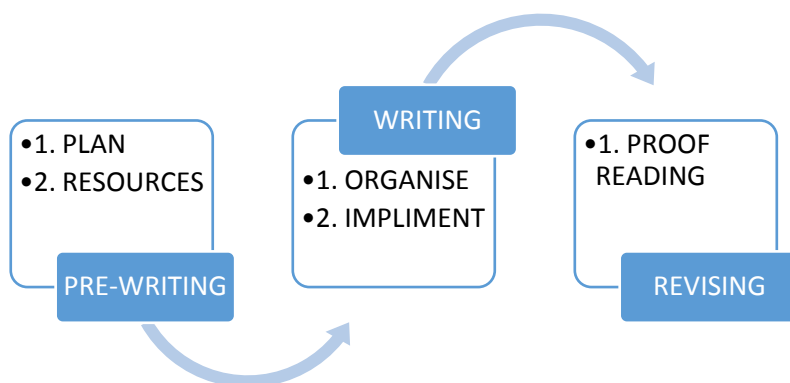 •1. PLAN
•2. RESOURCES
PRE-WRITING
WRITING
•1. ORGANISE
•2. IMPLIMENT
•1. PROOF
READING
REVISING